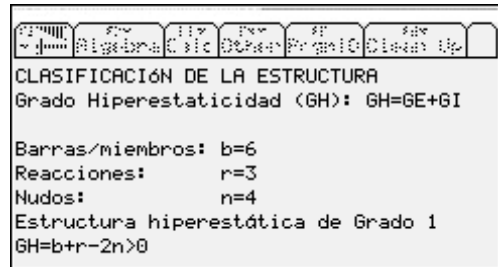 Algebra Calc Other PrgmIO Clean Up
CLASIFICACIóN DE LA ESTRUCTURA
Grado Hiperestaticidad (GH): GH=GE+GI
Barras/miembros: b=6
Reacciones: r=3
Nudos: n=4
Estructura hiperestática de Grado 1
GH=b+r-2n>0